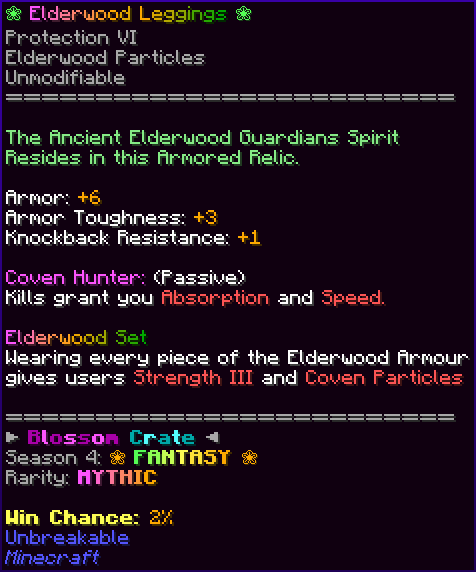 ❀ Elderwood Leggings ❀
Protection VI
Elderwood Particles
Unmodifiable
==============================
The Ancient Elderwood Guardians Spirit
Resides in this Armored Relic.
Armor: +6
Armor Toughness: +3
Knockback Resistance: +1
Coven Hunter: (Passive)
Kills grant you Absorption and Speed.
Elderwood Set
Wearing every piece of the Elderwood Armour
gives users Strength III and Coven Particles
==============================
► Blossom Crate ◄
Season 4: ❀ FANTASY ❀
Rarity: MYTHIC
Win Chance: 2%
Unbreakable
Minecraft